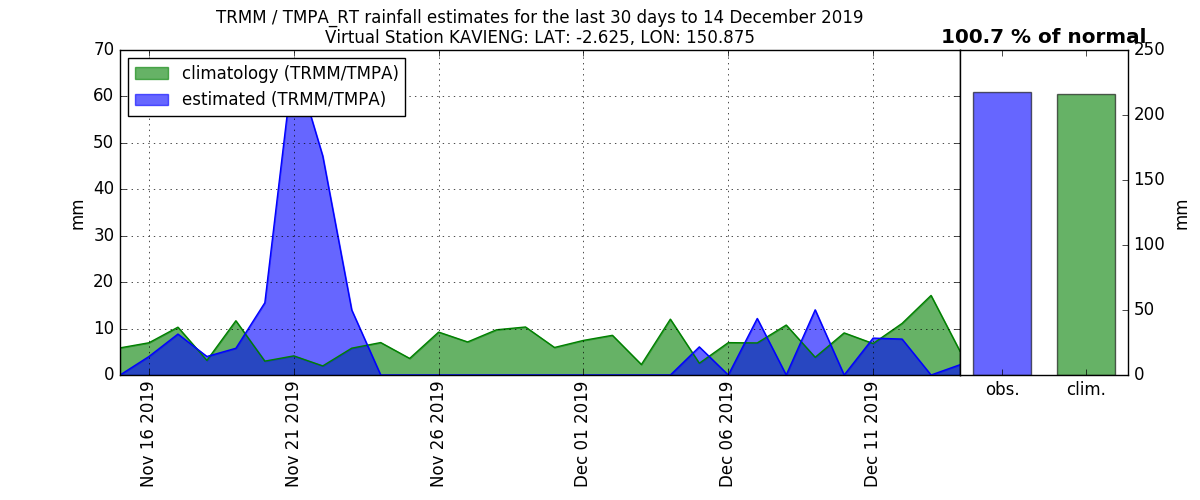 TRMM / TMPA_RT rainfall estimates for the last 30 days to 14 December 2019
Virtual Station KAVIENG: LAT: -2.625, LON: 150.875
100.7 % of normal
climatology (TRMM/TMPA)
estimated (TRMM/TMPA)
70
60
50
40
30
20
10
0
mm
Nov 16 2019
Nov 21 2019
Nov 26 2019
Dec 01 2019
Dec 06 2019
Dec 11 2019
250
200
150
100
50
0
mm
obs.
clim.